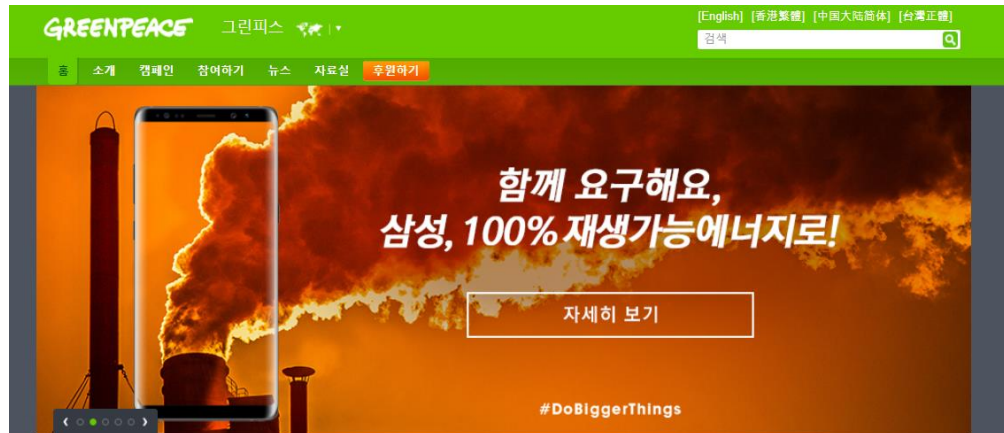 GREENPEACE 그린피스
[English] [香港繁體] [中国大陆简体] [台灣正體]
검색
홈 소개 캠페인 참여하기 뉴스 자료실 후원하기
함께 요구해요,
삼성, 100% 재생가능에너지로!
자세히 보기
#DoBiggerThings